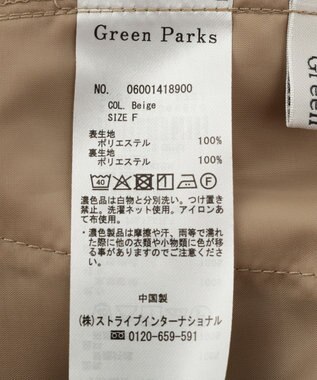 Green Parks
NO. 06001418900
COL. Beige
SIZE F
表生地
ポリエステル 100%
裏生地
ポリエステル 100%
40 F
濃色品は白物と分別洗い。つけ置き
禁止。洗濯ネット使用。アイロンあ
て布使用。
・濃色製品は摩擦や汗、雨等で濡れ
た際に他の衣類や小物類に色が移
る事がありますのでご注意くださ
い。
中国製
(株)ストライプインターナショナル
0120-659-591
Green